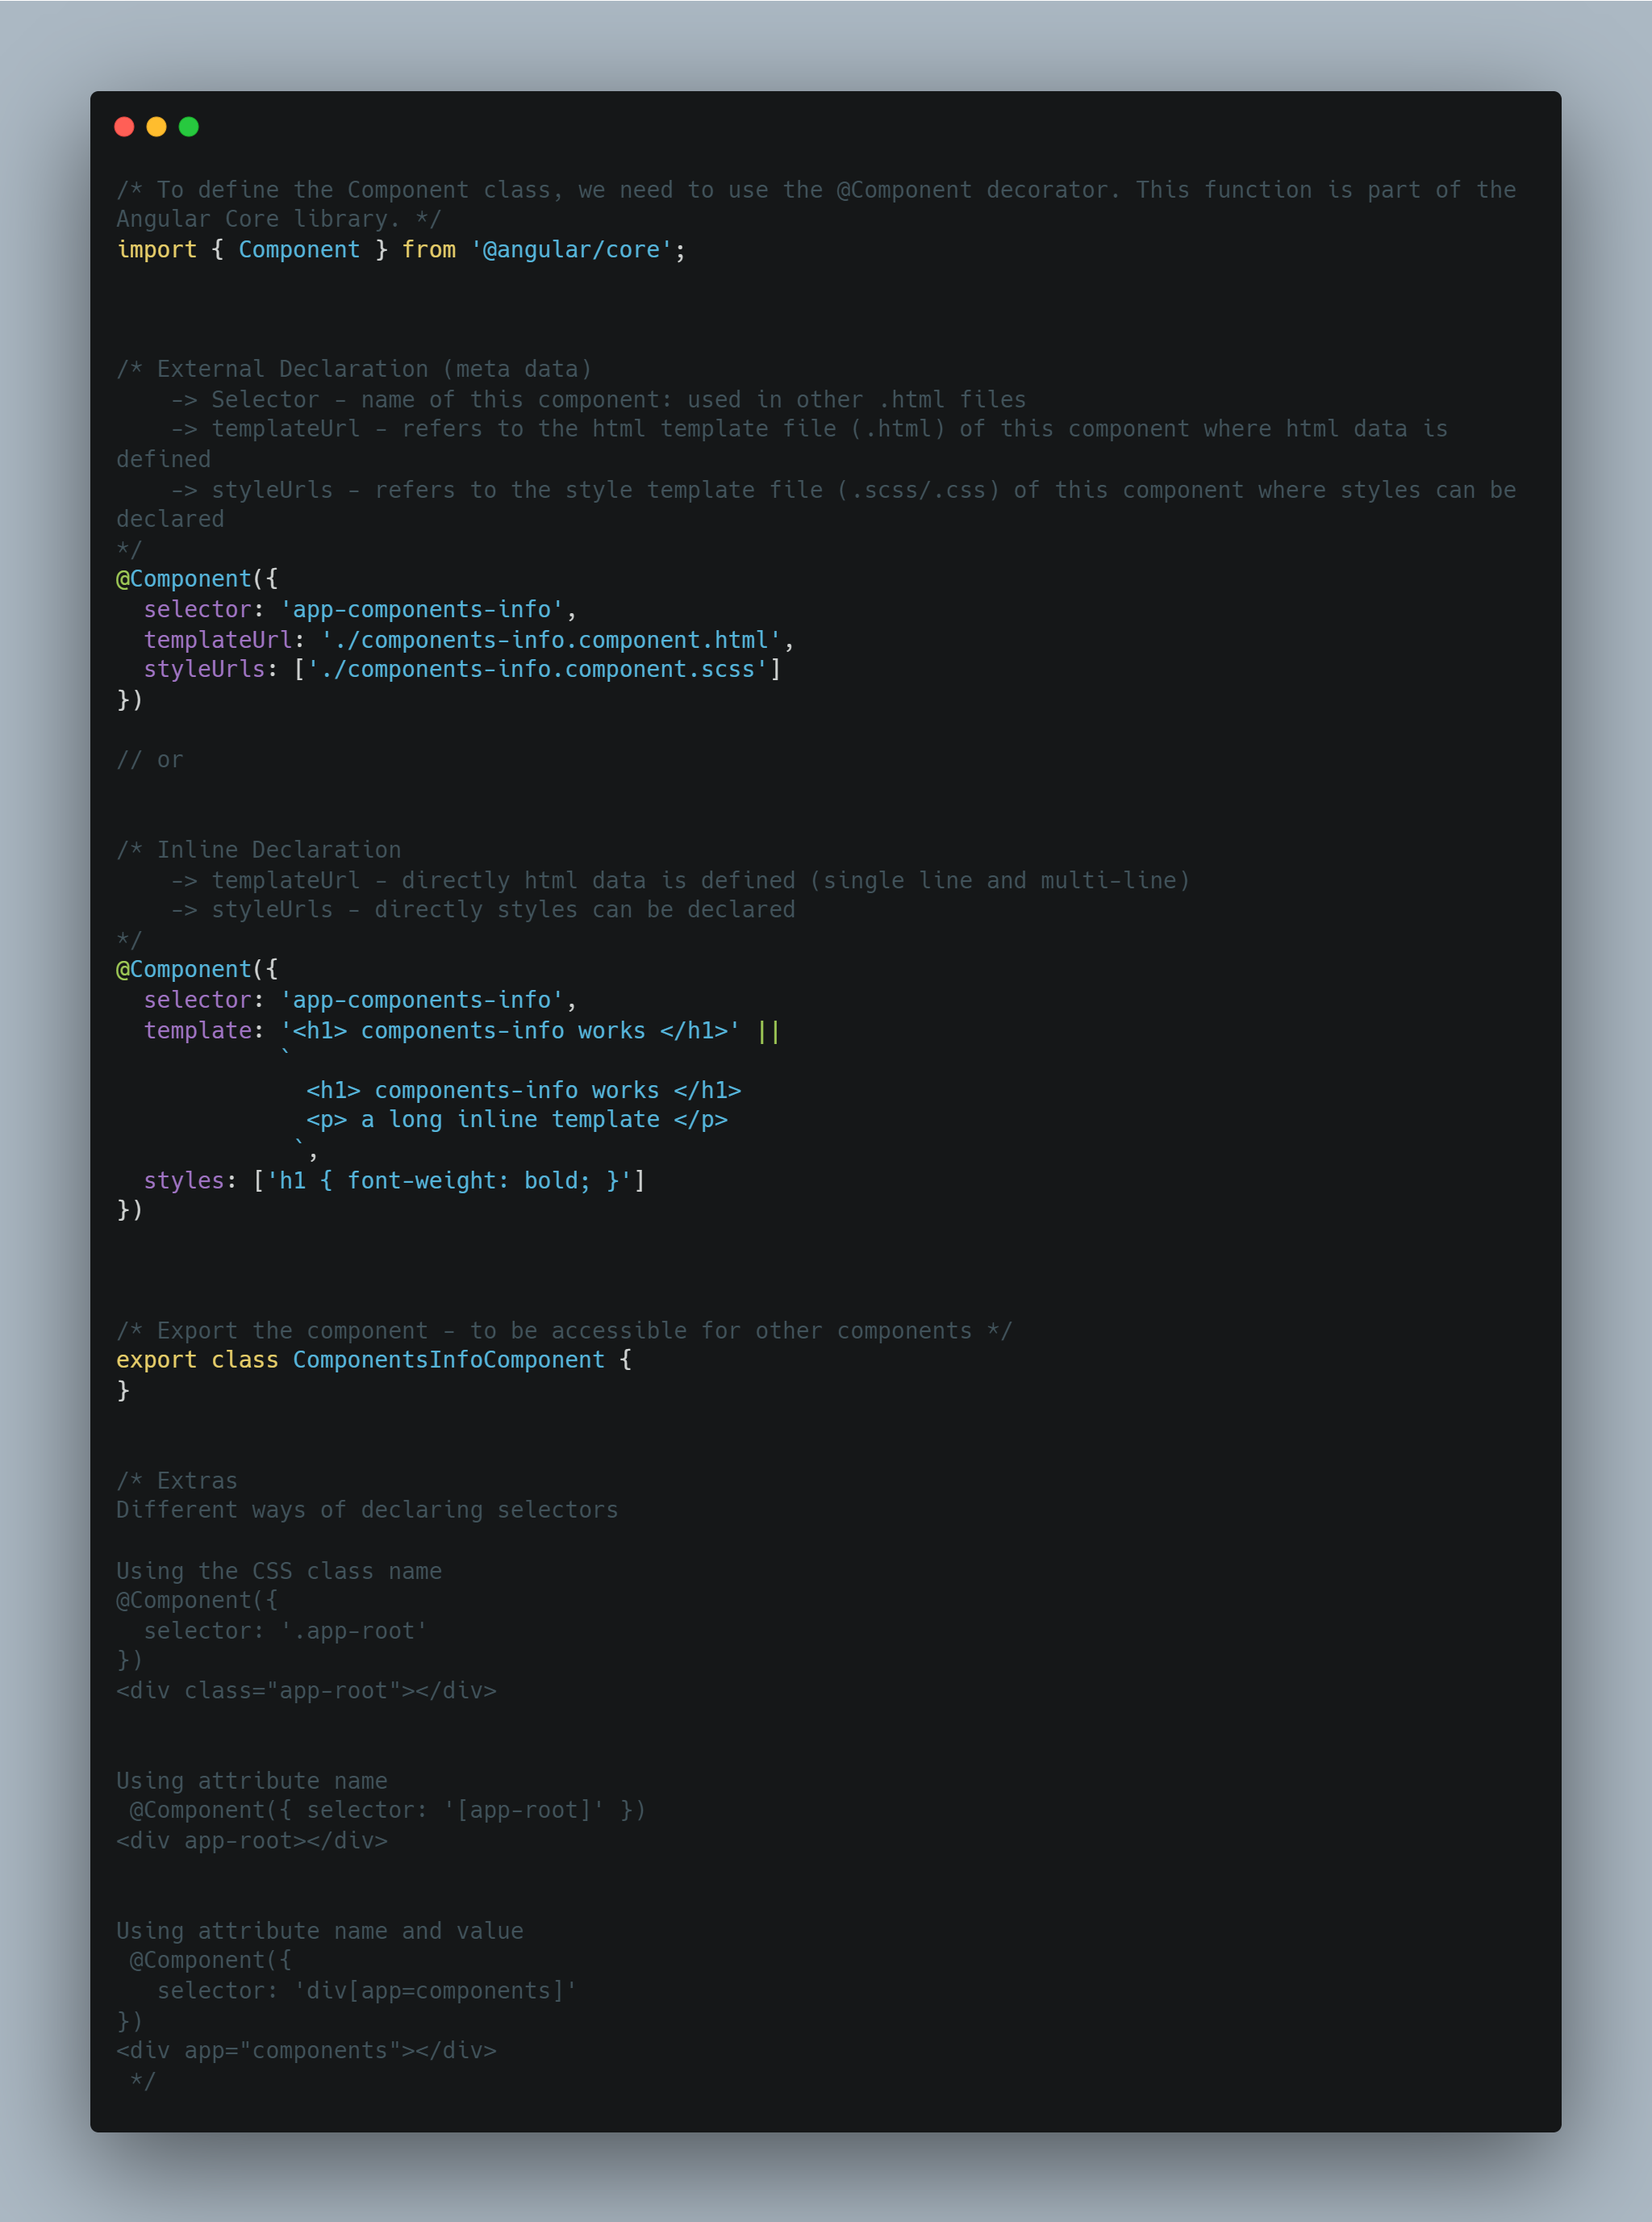 /* To define the Component class, we need to use the @Component decorator. This function is part of the
Angular Core library. */
import { Component } from '@angular/core';
/* External Declaration (meta data)
    -> Selector - name of this component: used in other .html files
    -> templateUrl - refers to the html template file (.html) of this component where html data is
defined
    -> styleUrls - refers to the style template file (.scss/.css) of this component where styles can be
declared
*/
@Component({
  selector: 'app-components-info',
  templateUrl: './components-info.component.html',
  styleUrls: ['./components-info.component.scss']
})
// or
/* Inline Declaration
    -> templateUrl - directly html data is defined (single line and multi-line)
    -> styleUrls - directly styles can be declared
*/
@Component({
  selector: 'app-components-info',
  template: '<h1> components-info works </h1>' ||
            `
              <h1> components-info works </h1>
              <p> a long inline template </p>
             `,
  styles: ['h1 { font-weight: bold; }']
})
/* Export the component - to be accessible for other components */
export class ComponentsInfoComponent {
}
/* Extras
Different ways of declaring selectors
Using the CSS class name
@Component({
  selector: '.app-root'
})
<div class="app-root"></div>
Using attribute name
 @Component({ selector: '[app-root]' })
<div app-root></div>
Using attribute name and value
 @Component({
   selector: 'div[app=components]'
})
<div app="components"></div>
 */